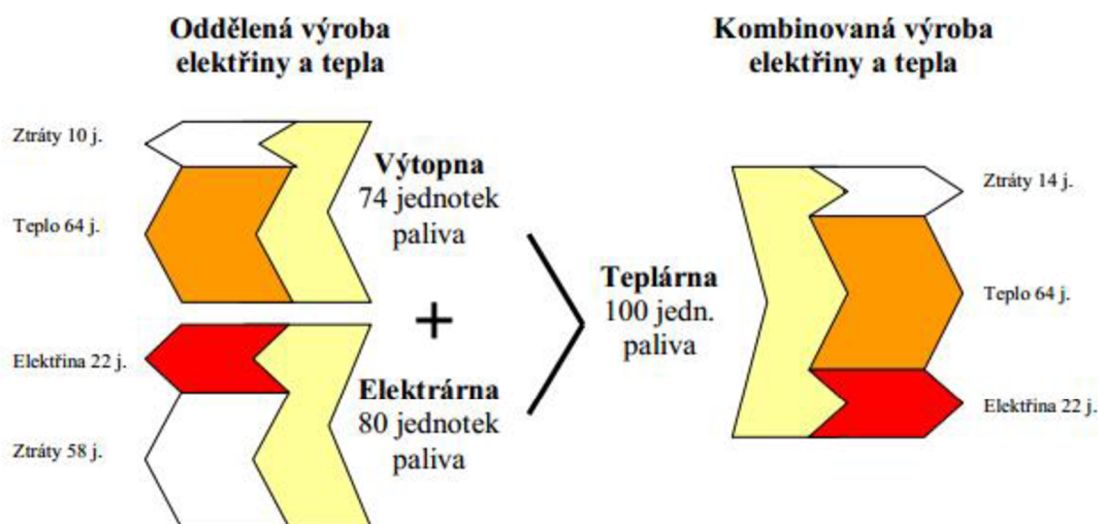 Oddělená výroba
elektřiny a tepla
Ztráty 10 j.
Teplo 64 j.
Výtopna
74 jednotek
paliva
+
Elektřina 22 j.
Ztráty 58 j.
Elektrárna
80 jednotek
paliva
Kombinovaná výroba
elektřiny a tepla
Teplárna
100 jedn.
paliva
Ztráty 14 j.
Teplo 64 j.
Elektřina 22 j.